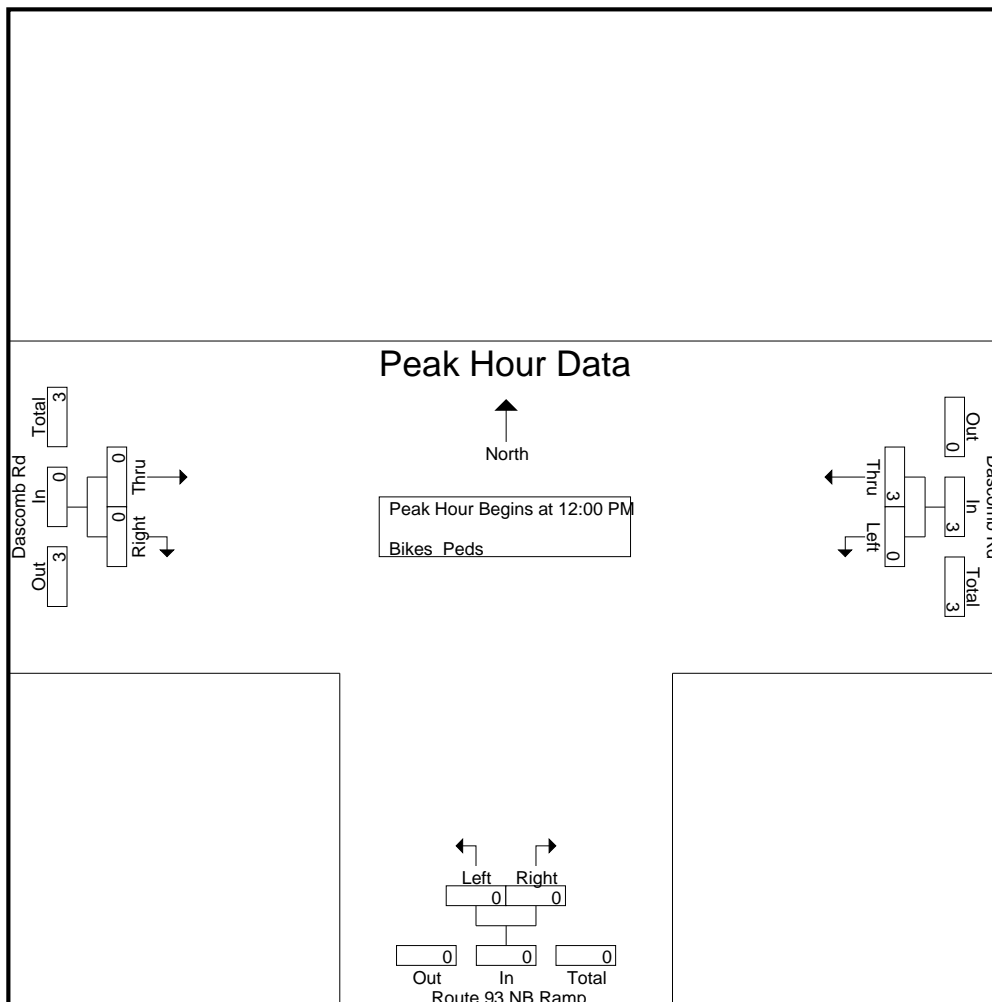 Peak Hour Data
North
Peak Hour Begins at 12:00 PM
Bikes Peds
Dascomb Rd
Out In Total
3 0 3
Right Thru
0 0
Dascomb Rd
Out In Total
0 3 3
Thru Left
3 0
Left Right
0 0
0 0 0
Out In Total
Route 93 NB Ramp